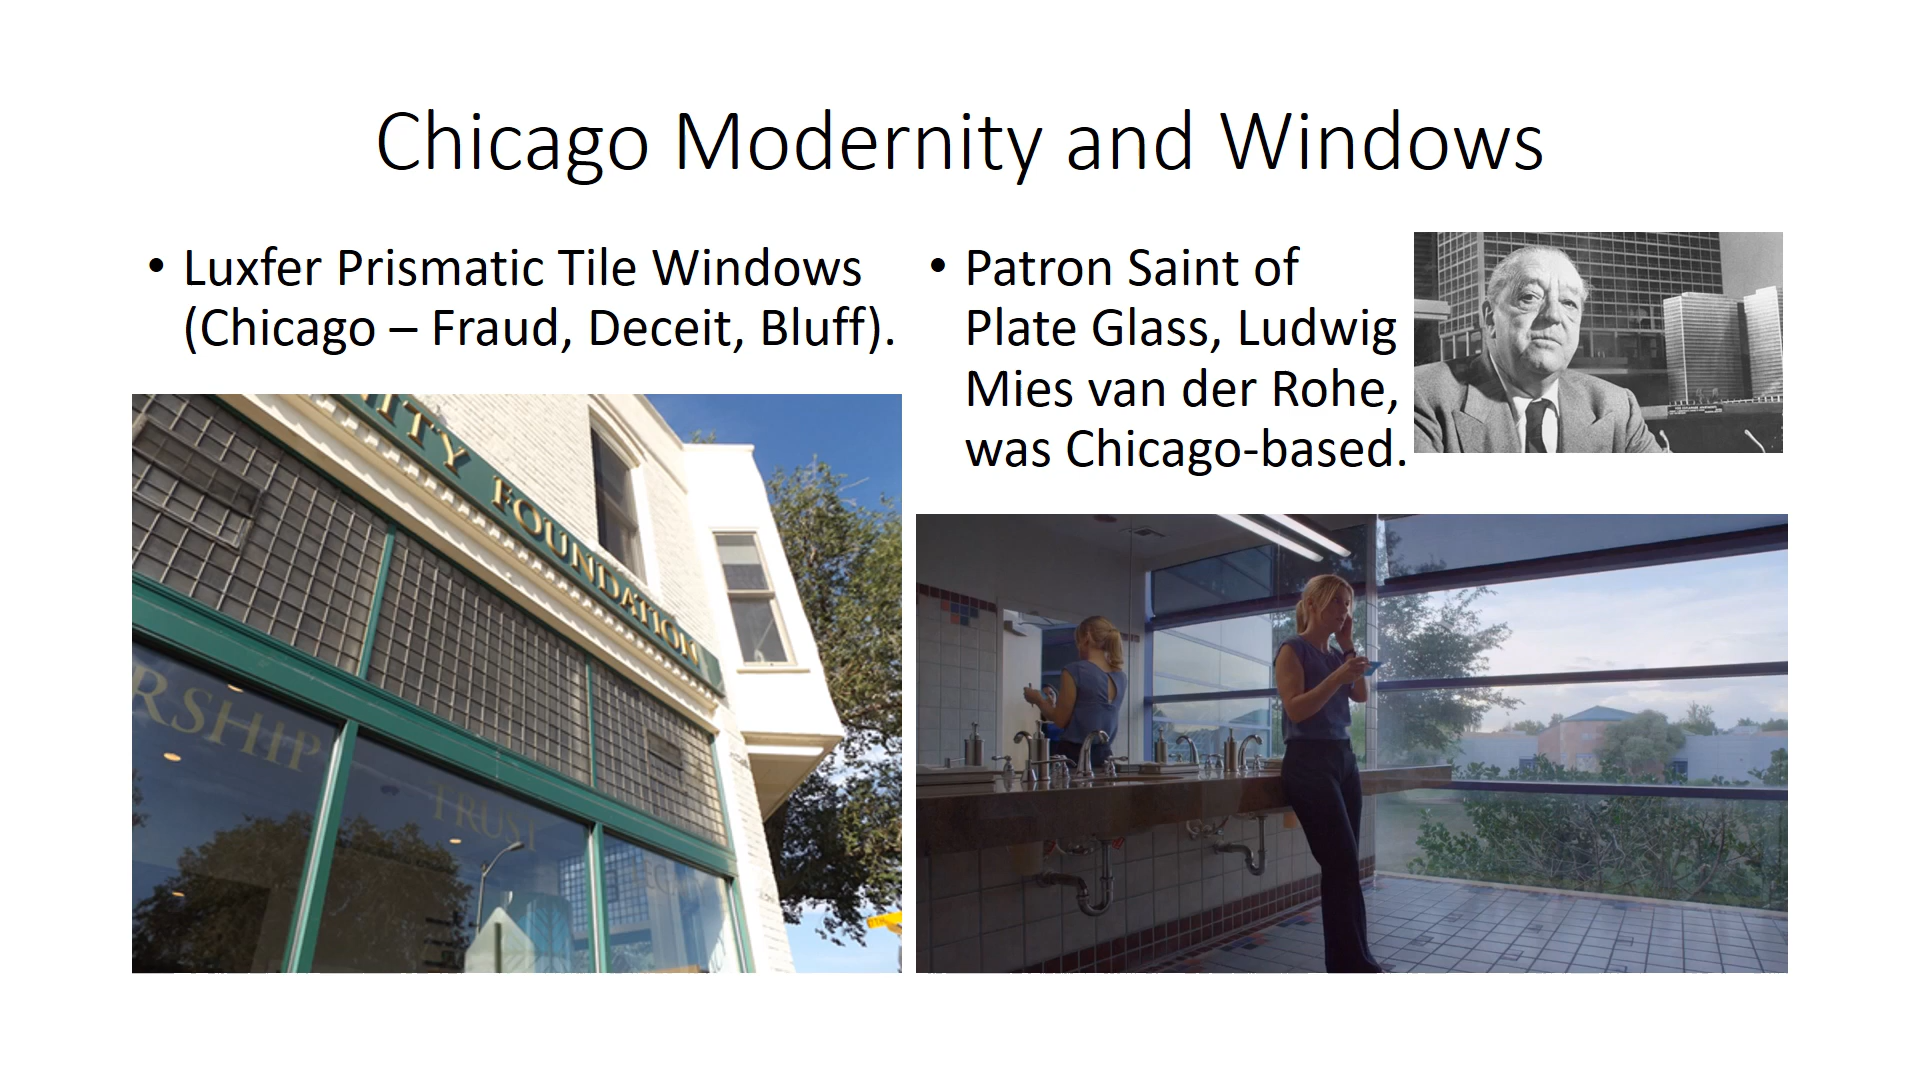 Chicago Modernity and Windows
• Luxfer Prismatic Tile Windows
(Chicago – Fraud, Deceit, Bluff).
• Patron Saint of
Plate Glass, Ludwig
Mies van der Rohe,
was Chicago-based.
ITY FOUNDATION
RSHIP
TRUST